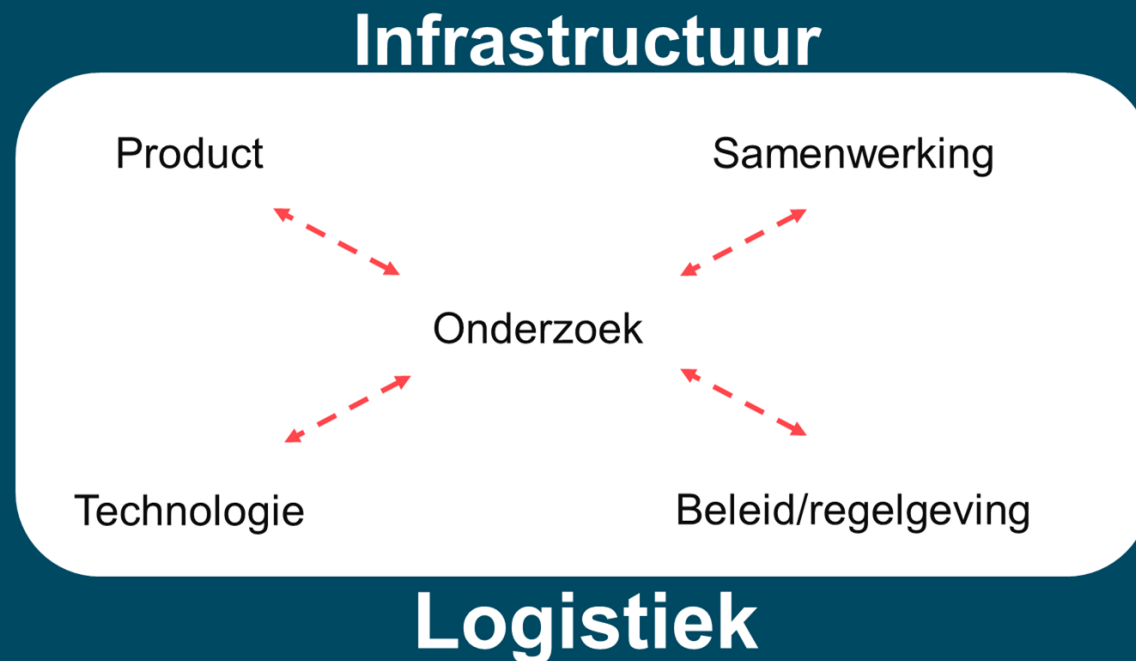 Infrastructuur
Product
Samenwerking
Onderzoek
Technologie
Beleid/regelgeving
Logistiek